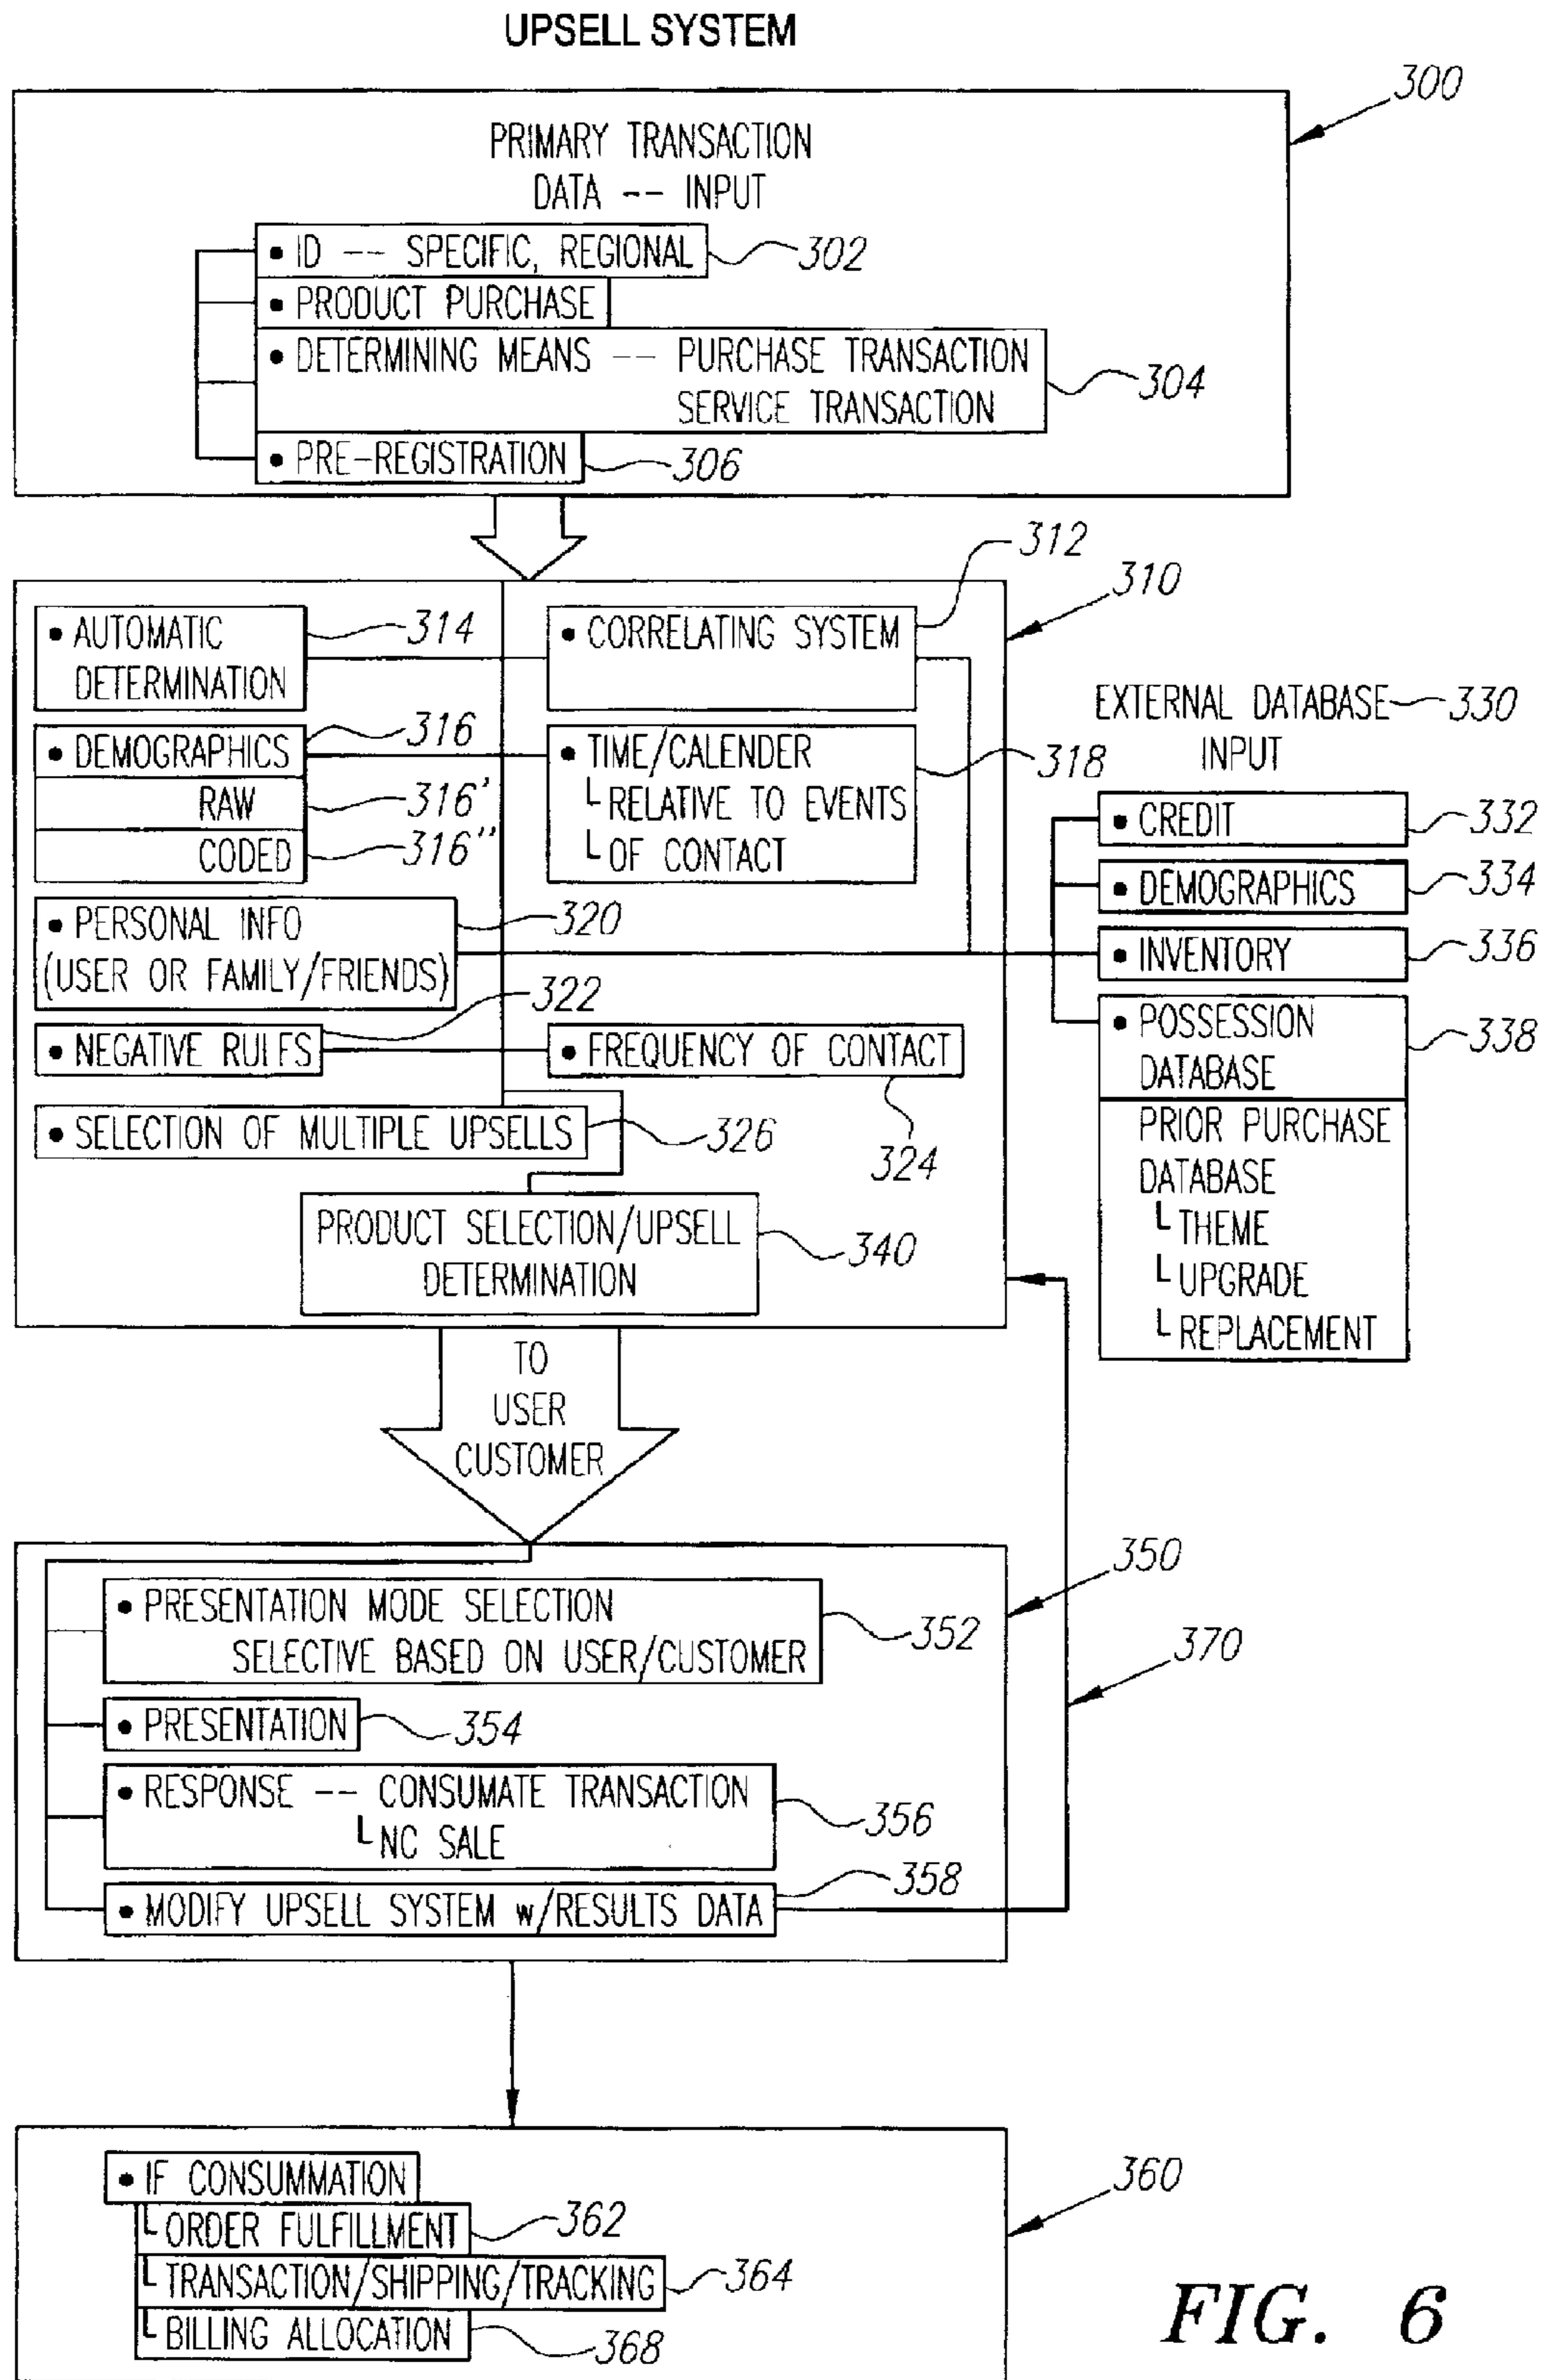 UPSELL SYSTEM
300
PRIMARY TRANSACTION
DATA -- INPUT
• ID -- SPECIFIC, REGIONAL
302
• PRODUCT PURCHASE
• DETERMINING MEANS -- PURCHASE TRANSACTION
SERVICE TRANSACTION
304
• PRE-REGISTRATION
306
312
310
• AUTOMATIC
DETERMINATION
314
• CORRELATING SYSTEM
• DEMOGRAPHICS
316
RAW
316'
CODED
316"
• TIME/CALENDER
└ RELATIVE TO EVENTS
└ OF CONTACT
318
• PERSONAL INFO
(USER OR FAMILY/FRIENDS)
320
322
• NEGATIVE RULFS
• FREQUENCY OF CONTACT
324
• SELECTION OF MULTIPLE UPSELLS
326
PRODUCT SELECTION/UPSELL
DETERMINATION
340
EXTERNAL DATABASE
330
INPUT
• CREDIT
332
• DEMOGRAPHICS
334
• INVENTORY
336
• POSSESSION
DATABASE
338
PRIOR PURCHASE
DATABASE
└ THEME
└ UPGRADE
└ REPLACEMENT
TO
USER
CUSTOMER
350
• PRESENTATION MODE SELECTION
SELECTIVE BASED ON USER/CUSTOMER
352
370
• PRESENTATION
354
• RESPONSE -- CONSUMATE TRANSACTION
└ NC SALE
356
• MODIFY UPSELL SYSTEM w/RESULTS DATA
358
360
• IF CONSUMMATION
└ ORDER FULFILLMENT
362
└ TRANSACTION/SHIPPING/TRACKING
364
└ BILLING ALLOCATION
368
FIG. 6